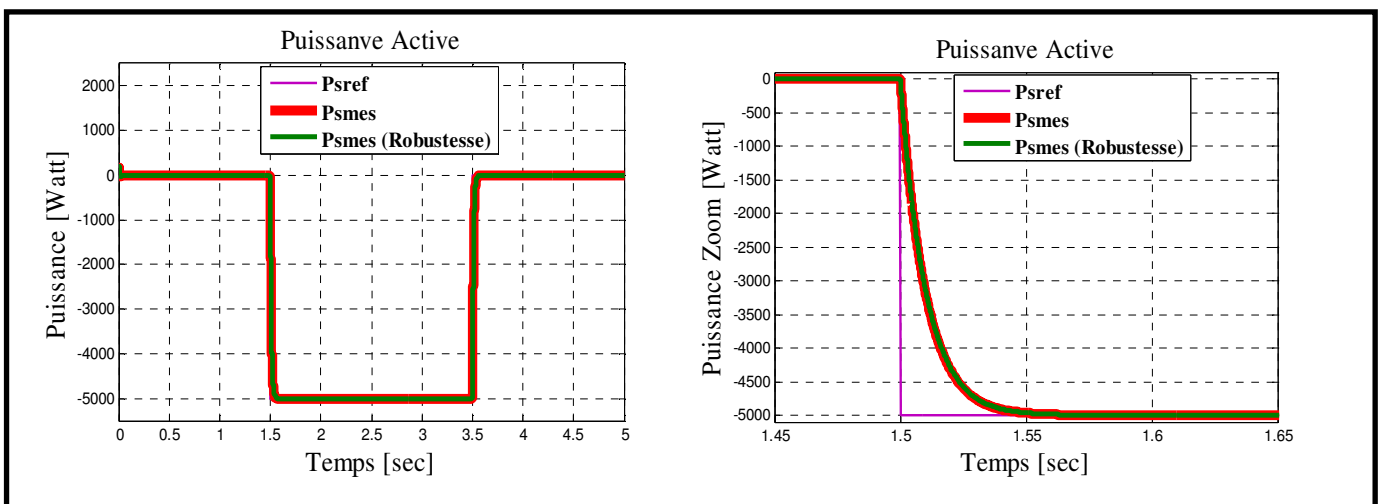 Puissanve Active
Psref
Psmes
Psmes (Robustesse)
Puissance [Watt]
2000
1000
0
-1000
-2000
-3000
-4000
-5000
0 0.5 1 1.5 2 2.5 3 3.5 4 4.5 5
Temps [sec]
Puissanve Active
Psref
Psmes
Psmes (Robustesse)
Puissance Zoom [Watt]
0
-500
-1000
-1500
-2000
-2500
-3000
-3500
-4000
-4500
-5000
1.45 1.5 1.55 1.6 1.65
Temps [sec]